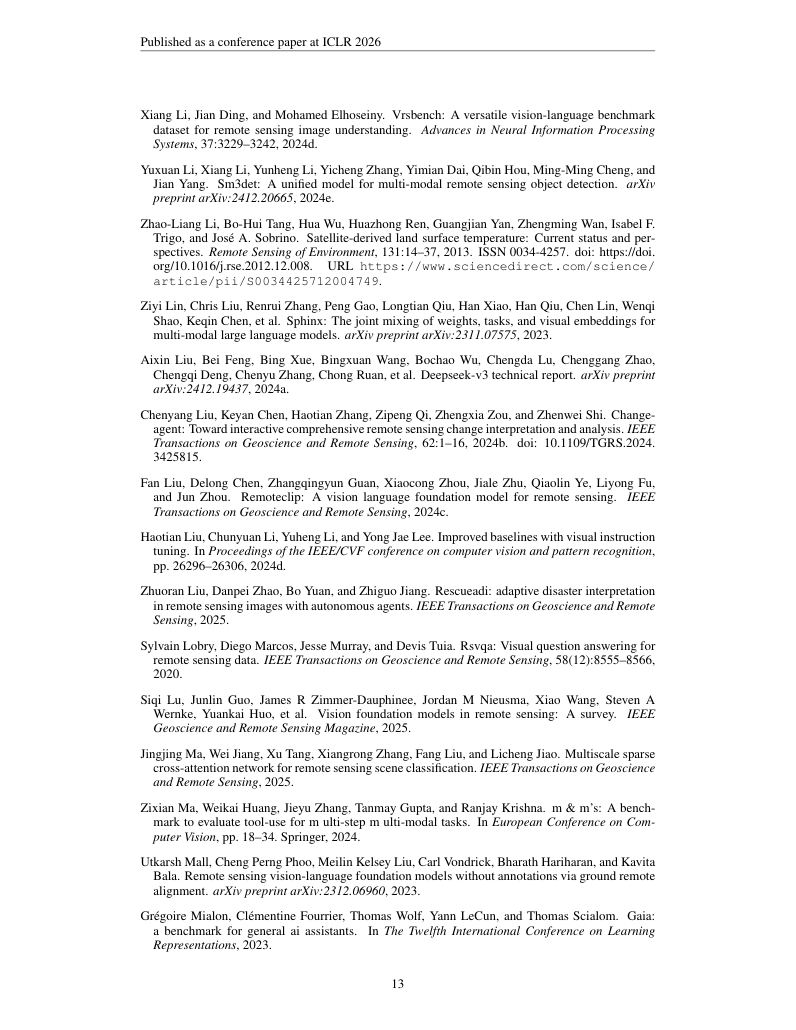 Published as a conference paper at ICLR 2026
Xiang Li, Jian Ding, and Mohamed Elhoseiny. Vrsbench: A versatile vision-language benchmark
dataset for remote sensing image understanding. Advances in Neural Information Processing
Systems, 37:3229–3242, 2024d.
Yuxuan Li, Xiang Li, Yunheng Li, Yicheng Zhang, Yimian Dai, Qibin Hou, Ming-Ming Cheng, and
Jian Yang. Sm3det: A unified model for multi-modal remote sensing object detection. arXiv
preprint arXiv:2412.20665, 2024e.
Zhao-Liang Li, Bo-Hui Tang, Hua Wu, Huazhong Ren, Guangjian Yan, Zhengming Wan, Isabel F.
Trigo, and José A. Sobrino. Satellite-derived land surface temperature: Current status and per-
spectives. Remote Sensing of Environment, 131:14–37, 2013. ISSN 0034-4257. doi: https://doi.
org/10.1016/j.rse.2012.12.008. URL https://www.sciencedirect.com/science/
article/pii/S0034425712004749.
Ziyi Lin, Chris Liu, Renrui Zhang, Peng Gao, Longtian Qiu, Han Xiao, Han Qiu, Chen Lin, Wenqi
Shao, Keqin Chen, et al. Sphinx: The joint mixing of weights, tasks, and visual embeddings for
multi-modal large language models. arXiv preprint arXiv:2311.07575, 2023.
Aixin Liu, Bei Feng, Bing Xue, Bingxuan Wang, Bochao Wu, Chengda Lu, Chenggang Zhao,
Chengqi Deng, Chenyu Zhang, Chong Ruan, et al. Deepseek-v3 technical report. arXiv preprint
arXiv:2412.19437, 2024a.
Chenyang Liu, Keyan Chen, Haotian Zhang, Zipeng Qi, Zhengxia Zou, and Zhenwei Shi. Change-
agent: Toward interactive comprehensive remote sensing change interpretation and analysis. IEEE
Transactions on Geoscience and Remote Sensing, 62:1–16, 2024b. doi: 10.1109/TGRS.2024.
3425815.
Fan Liu, Delong Chen, Zhangqingyun Guan, Xiaocong Zhou, Jiale Zhu, Qiaolin Ye, Liyong Fu,
and Jun Zhou. Remoteclip: A vision language foundation model for remote sensing. IEEE
Transactions on Geoscience and Remote Sensing, 2024c.
Haotian Liu, Chunyuan Li, Yuheng Li, and Yong Jae Lee. Improved baselines with visual instruction
tuning. In Proceedings of the IEEE/CVF conference on computer vision and pattern recognition,
pp. 26296–26306, 2024d.
Zhuoran Liu, Danpei Zhao, Bo Yuan, and Zhiguo Jiang. Rescueadi: adaptive disaster interpretation
in remote sensing images with autonomous agents. IEEE Transactions on Geoscience and Remote
Sensing, 2025.
Sylvain Lobry, Diego Marcos, Jesse Murray, and Devis Tuia. Rsvqa: Visual question answering for
remote sensing data. IEEE Transactions on Geoscience and Remote Sensing, 58(12):8555–8566,
2020.
Siqi Lu, Junlin Guo, James R Zimmer-Dauphinee, Jordan M Nieusma, Xiao Wang, Steven A
Wernke, Yuankai Huo, et al. Vision foundation models in remote sensing: A survey. IEEE
Geoscience and Remote Sensing Magazine, 2025.
Jingjing Ma, Wei Jiang, Xu Tang, Xiangrong Zhang, Fang Liu, and Licheng Jiao. Multiscale sparse
cross-attention network for remote sensing scene classification. IEEE Transactions on Geoscience
and Remote Sensing, 2025.
Zixian Ma, Weikai Huang, Jieyu Zhang, Tanmay Gupta, and Ranjay Krishna. m & m's: A bench-
mark to evaluate tool-use for m ulti-step m ulti-modal tasks. In European Conference on Com-
puter Vision, pp. 18–34. Springer, 2024.
Utkarsh Mall, Cheng Perng Phoo, Meilin Kelsey Liu, Carl Vondrick, Bharath Hariharan, and Kavita
Bala. Remote sensing vision-language foundation models without annotations via ground remote
alignment. arXiv preprint arXiv:2312.06960, 2023.
Grégoire Mialon, Clémentine Fourrier, Thomas Wolf, Yann LeCun, and Thomas Scialom. Gaia:
a benchmark for general ai assistants. In The Twelfth International Conference on Learning
Representations, 2023.
13